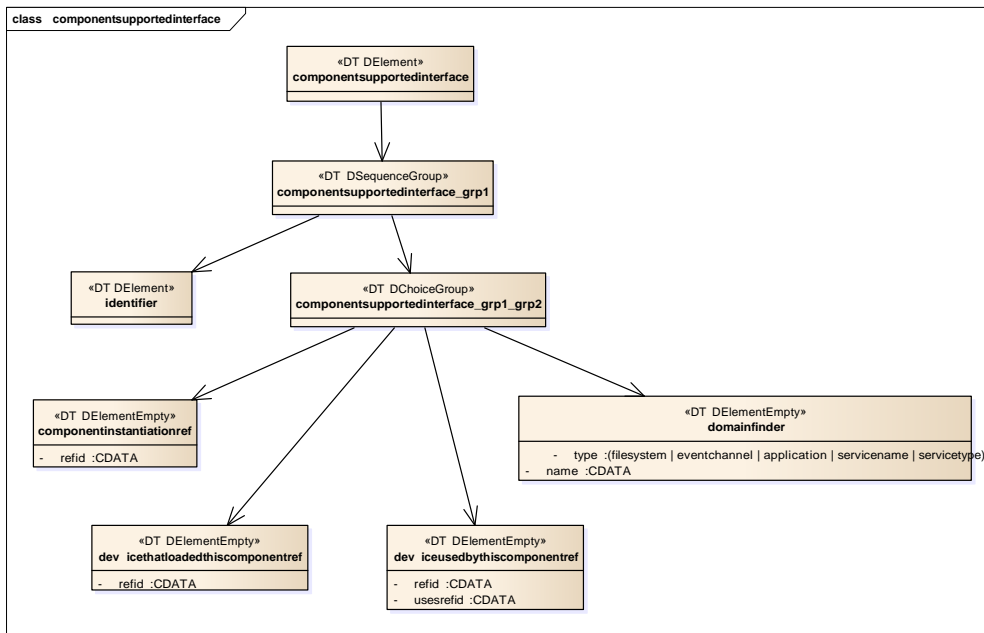 class componentsupportedinterface
«DT DElement»
componentsupportedinterface
«DT DSequenceGroup»
componentsupportedinterface_grp1
«DT DElement»
identifier
«DT DChoiceGroup»
componentsupportedinterface_grp1_grp2
«DT DElementEmpty»
componentinstantiationref
- refid :CDATA
«DT DElementEmpty»
domainfinder
- type :(filesystem | eventchannel | application | servicename | servicetype)
- name :CDATA
«DT DElementEmpty»
dev icethatloadedthiscomponentref
- refid :CDATA
«DT DElementEmpty»
dev iceusedbythiscomponentref
- refid :CDATA
- usesrefid :CDATA